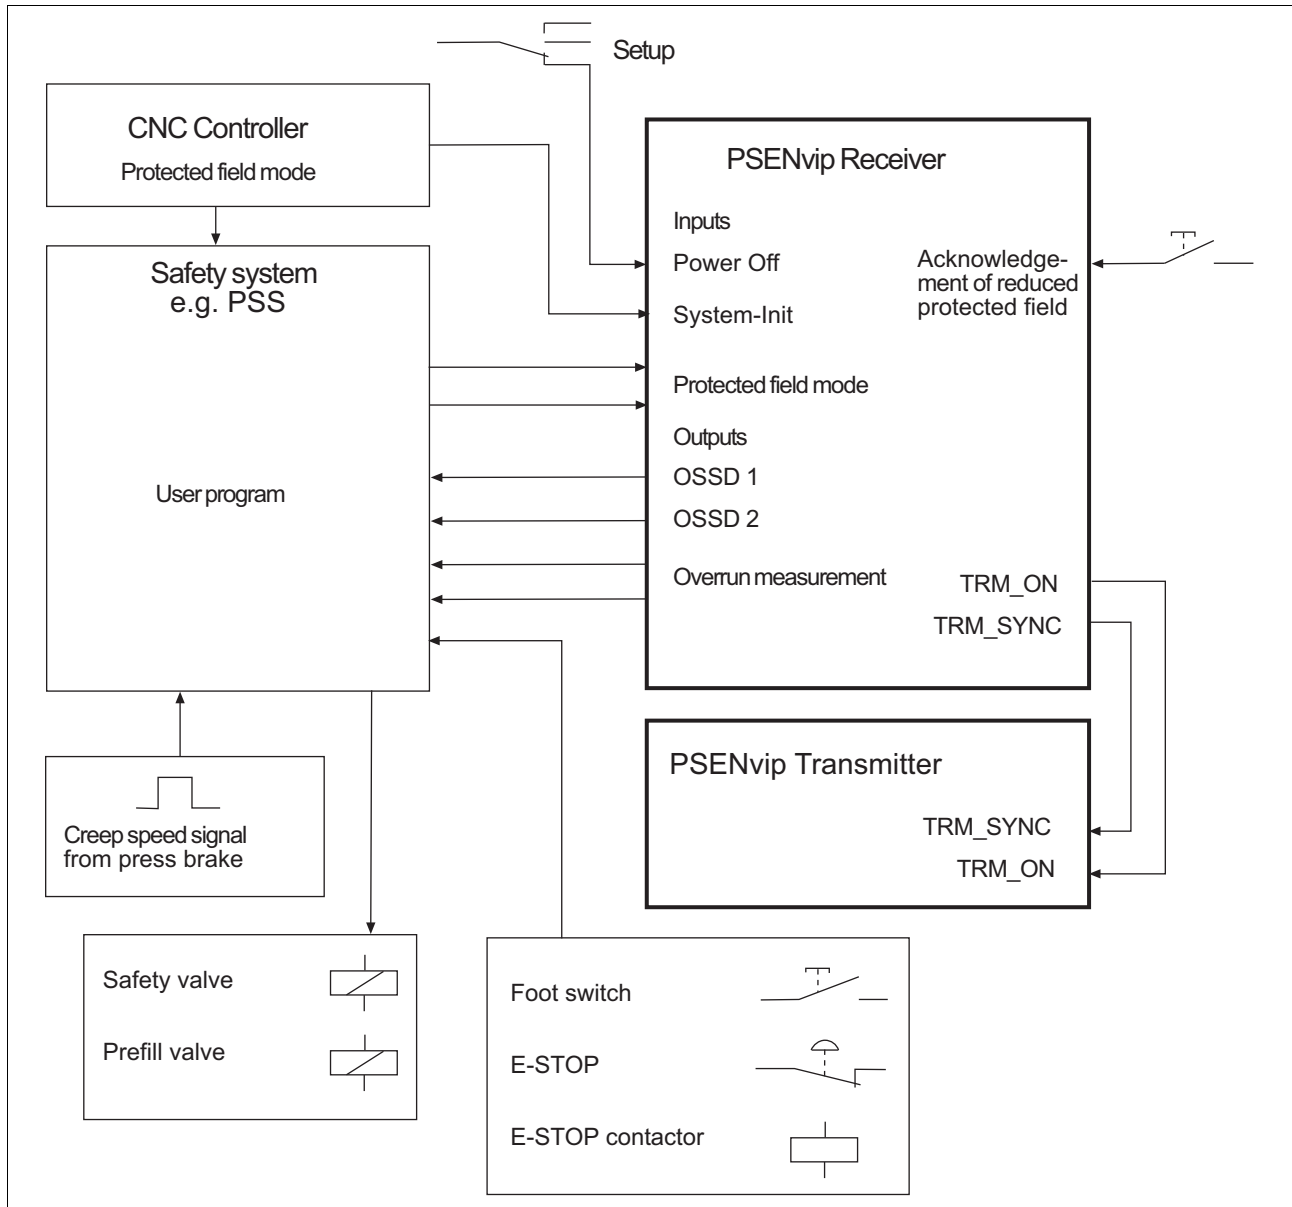 Setup
CNC Controller
Protected field mode
PSENvip Receiver
Inputs
Power Off
System-Init
Protected field mode
Outputs
OSSD 1
OSSD 2
Overrun measurement
Acknowledge-
ment of reduced
protected field
TRM_ON
TRM_SYNC
Safety system
e.g. PSS
User program
PSENvip Transmitter
TRM_SYNC
TRM_ON
Creep speed signal
from press brake
Safety valve
Prefill valve
Foot switch
E-STOP
E-STOP contactor